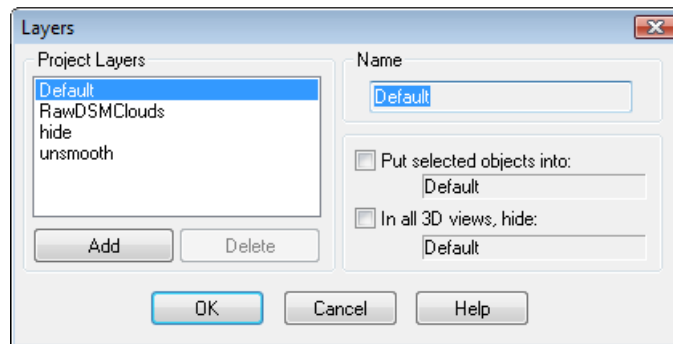 Layers
Project Layers
Default
RawDSMClouds
hide
unsmooth
Add
Delete
Name
Default
Put selected objects into:
Default
In all 3D views, hide:
Default
OK
Cancel
Help